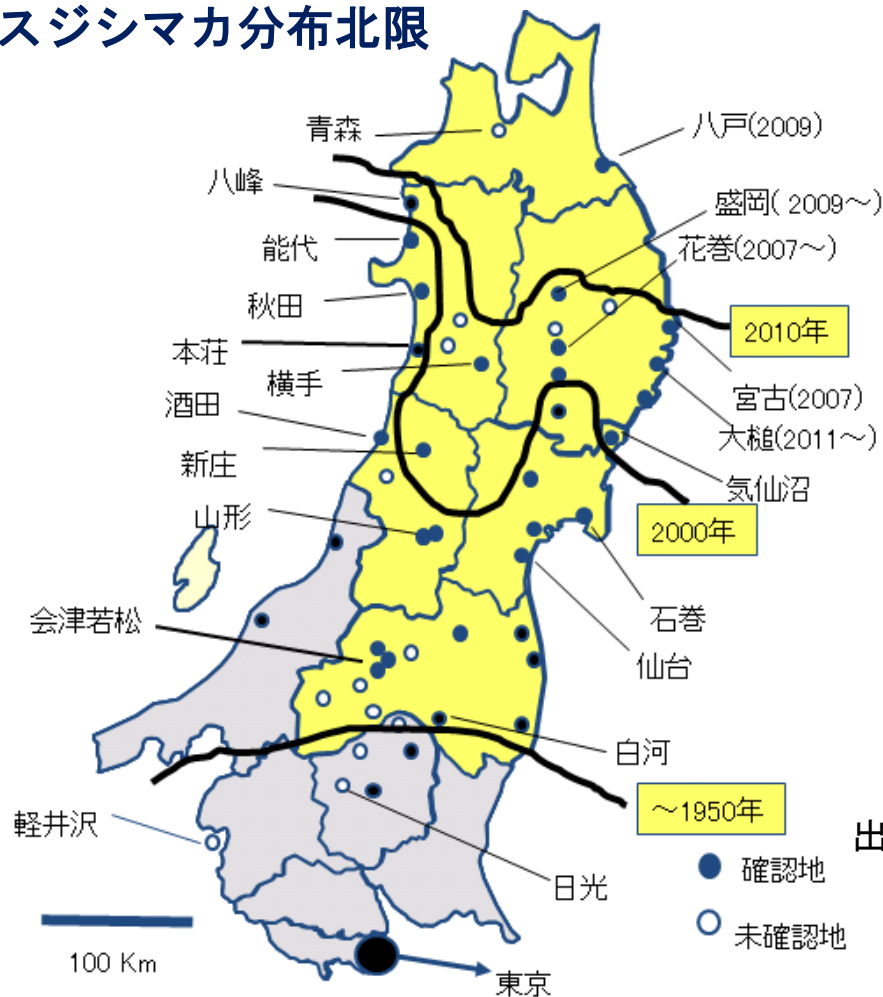 スジシマカ分布北限
青森
八戸(2009)
八峰
盛岡( 2009～)
能代
花巻(2007～)
秋田
2010年
本荘
横手
宮古(2007)
酒田
大槌(2011～)
新庄
気仙沼
山形
2000年
石巻
会津若松
仙台
白河
～1950年
軽井沢
出
確認地
日光
未確認地
100 Km
東京